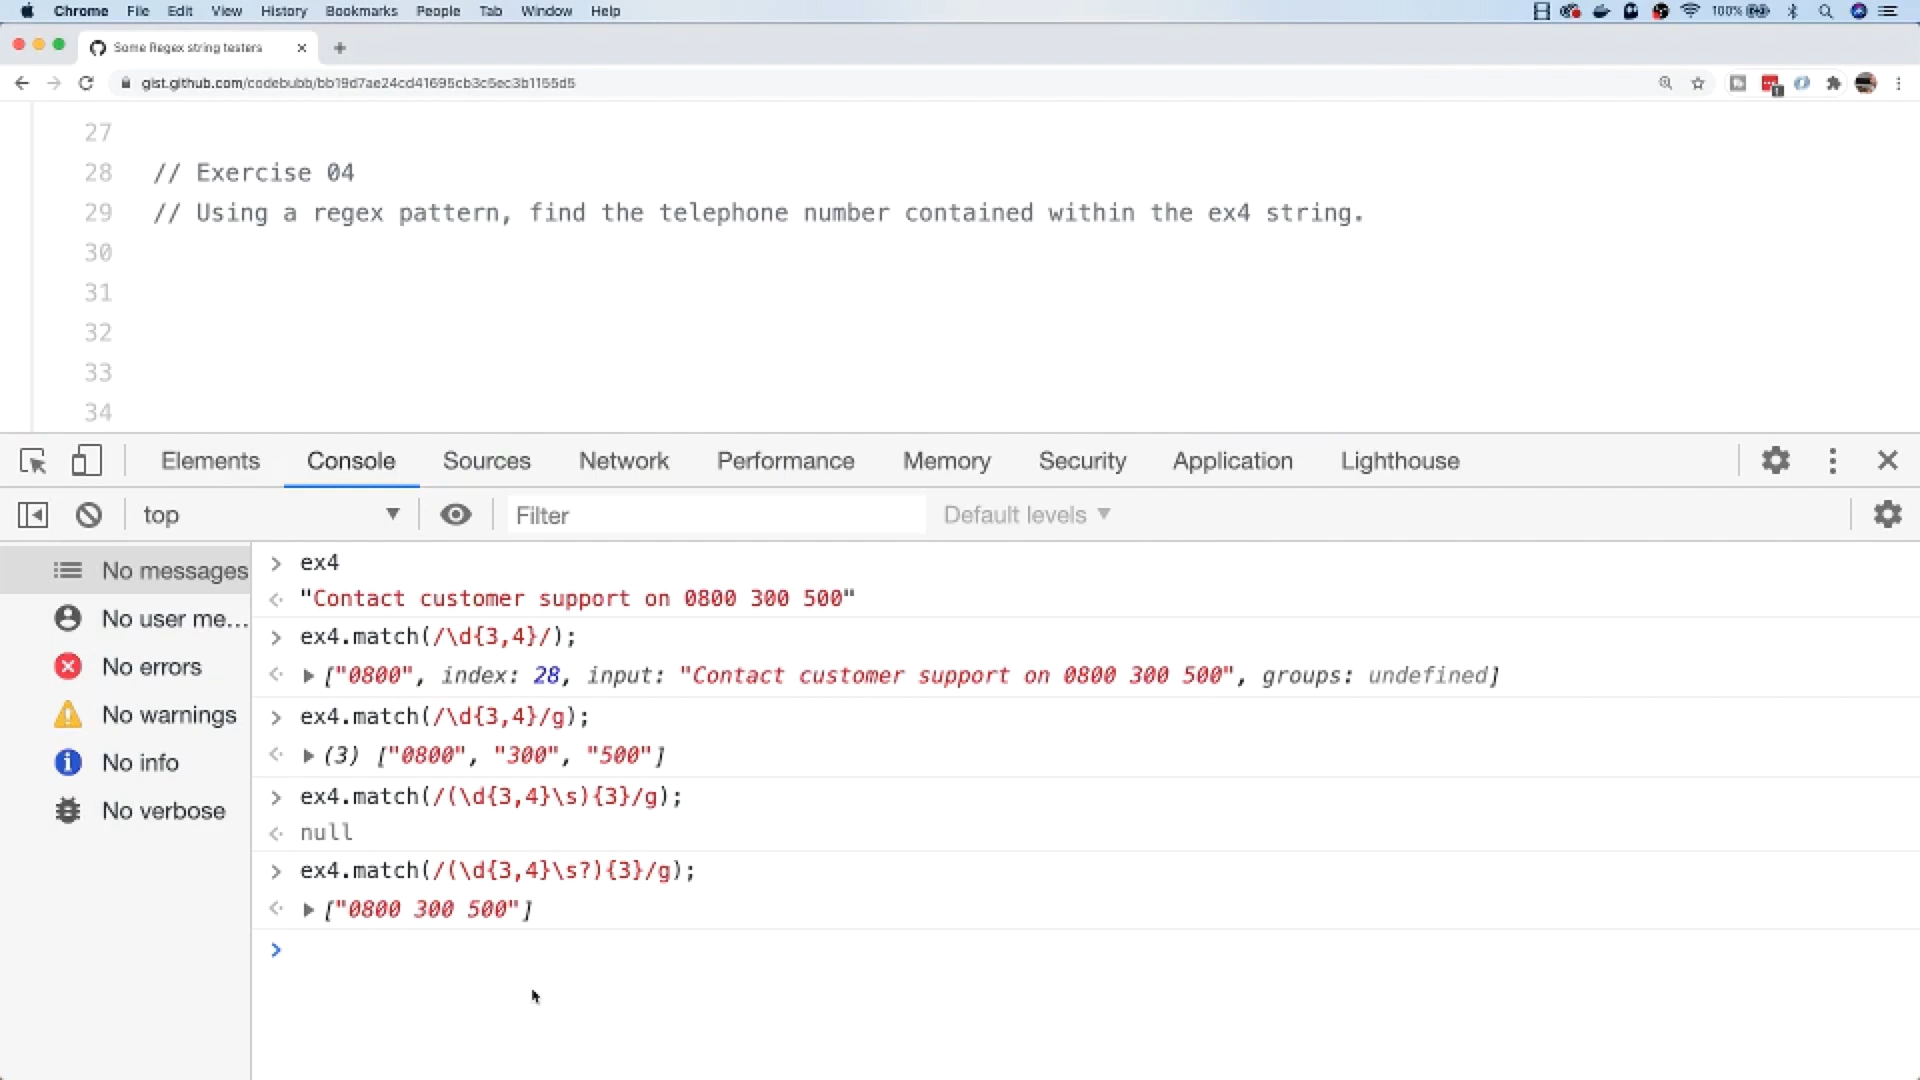 Chrome File Edit View History Bookmarks People Tab Window Help 100%
Some Regex string testers
gist.github.com/codebubb/bb19d7ae24cd41695cb3c5ec3b1155d5
27
28 // Exercise 04
29 // Using a regex pattern, find the telephone number contained within the ex4 string.
30
31
32
33
34
Elements Console Sources Network Performance Memory Security Application Lighthouse
top Filter Default levels
No messages
No user me…
No errors
No warnings
No info
No verbose
> ex4
"Contact customer support on 0800 300 500"
> ex4.match(/\d{3,4}/);
["0800", index: 28, input: "Contact customer support on 0800 300 500", groups: undefined]
> ex4.match(/\d{3,4}/g);
(3) ["0800", "300", "500"]
> ex4.match(/(\d{3,4}\s){3}/g);
null
> ex4.match(/(\d{3,4}\s?){3}/g);
["0800 300 500"]
>